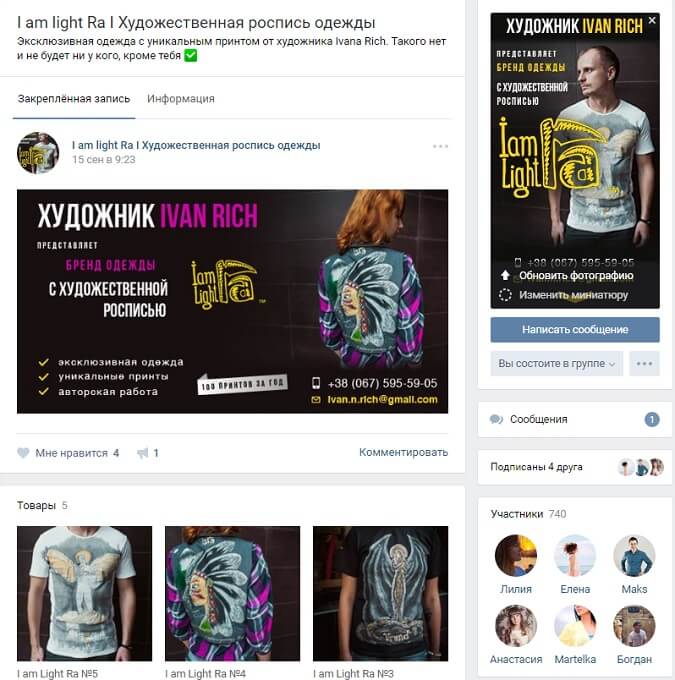 I am light Ra I Художественная роспись одежды
Эксклюзивная одежда с уникальным принтом от художника Ivana Rich. Такого нет
и не будет ни у кого, кроме тебя ✅
Закреплённая запись
Информация
I am light Ra I Художественная роспись одежды
15 сен в 9:23
ХУДОЖНИК IVAN RICH
ПРЕДСТАВЛЯЕТ
БРЕНД ОДЕЖДЫ
С ХУДОЖЕСТВЕННОЙ
РОСПИСЬЮ
I am
Light
Ra
TM
эксклюзивная одежда
уникальные принты
авторская работа
100 ПРИНТОВ ЗА ГОД
+38 (067) 595-59-05
ivan.n.rich@gmail.com
Мне нравится 4
1
Комментировать
Товары 5
I am Light Ra №5
I am Light Ra №4
I am Light Ra №3
ХУДОЖНИК IVAN RICH
ПРЕДСТАВЛЯЕТ
БРЕНД ОДЕЖДЫ
С ХУДОЖЕСТВЕННОЙ
РОСПИСЬЮ
I am
Light
Ra
+38 (067) 595-59-05
Обновить фотографию
Изменить миниатюру
Написать сообщение
Вы состоите в группе
Сообщения
1
Подписаны 4 друга
Участники 740
Лилия
Елена
Maks
Анастасия
Martelka
Богдан